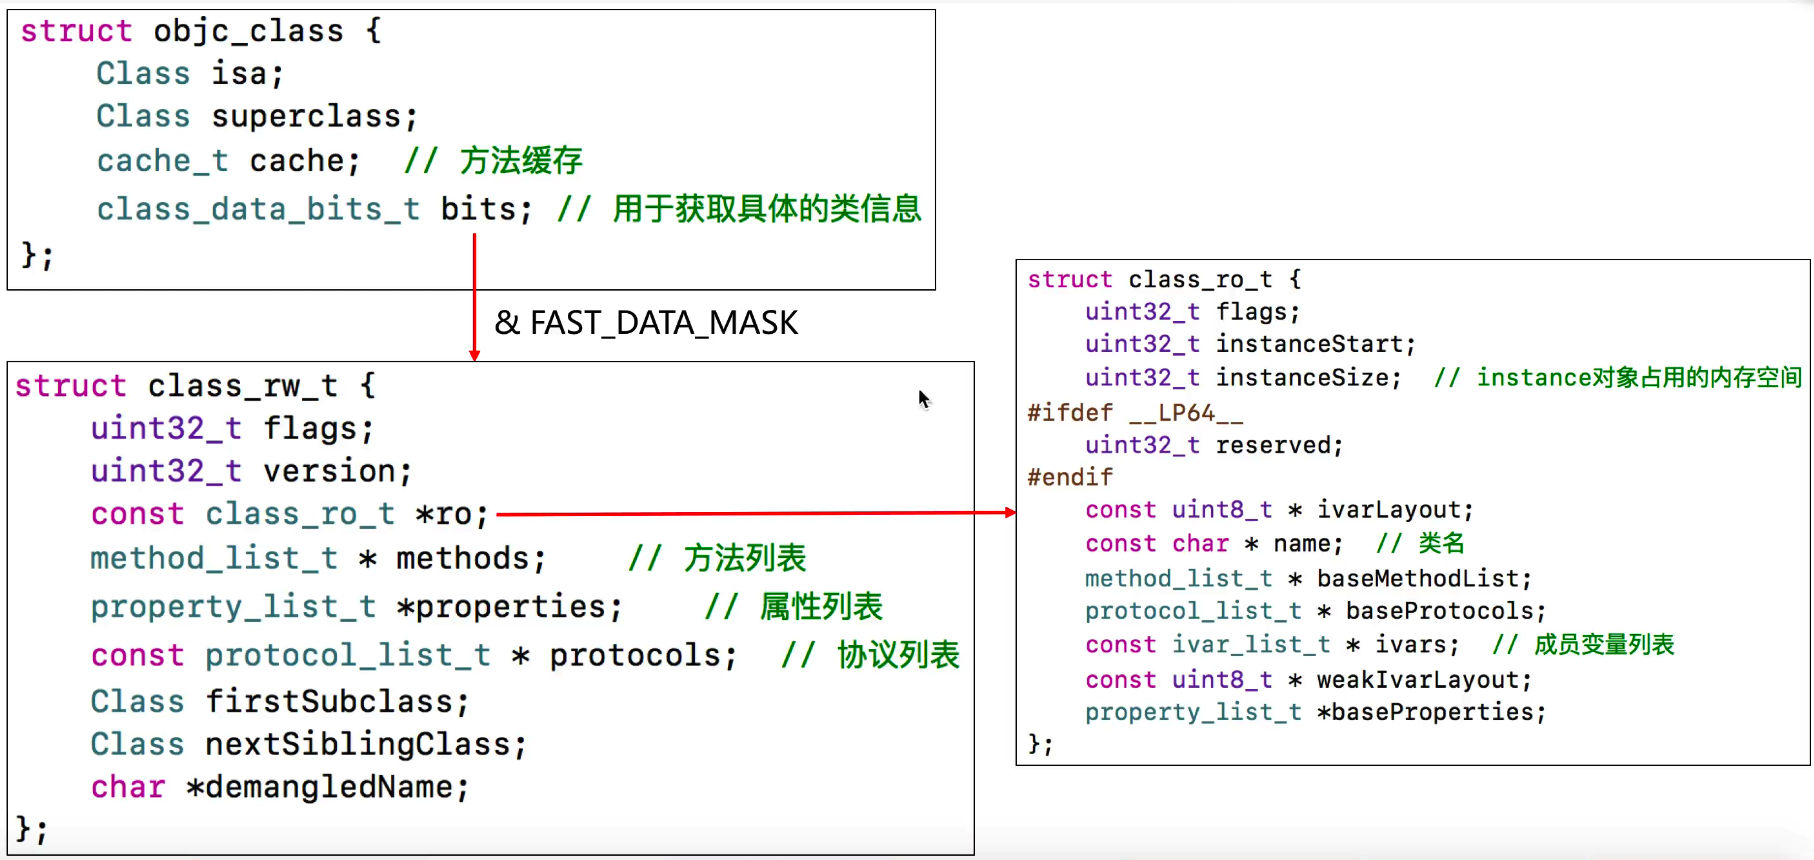 struct objc_class {
    Class isa;
    Class superclass;
    cache_t cache;  // 方法缓存
    class_data_bits_t bits; // 用于获取具体的类信息
};
& FAST_DATA_MASK
struct class_rw_t {
    uint32_t flags;
    uint32_t version;
    const class_ro_t *ro;
    method_list_t * methods;    // 方法列表
    property_list_t *properties;    // 属性列表
    const protocol_list_t * protocols;  // 协议列表
    Class firstSubclass;
    Class nextSiblingClass;
    char *demangledName;
};
struct class_ro_t {
    uint32_t flags;
    uint32_t instanceStart;
    uint32_t instanceSize;  // instance对象占用的内存空间
#ifdef __LP64__
    uint32_t reserved;
#endif
    const uint8_t * ivarLayout;
    const char * name;  // 类名
    method_list_t * baseMethodList;
    protocol_list_t * baseProtocols;
    const ivar_list_t * ivars;  // 成员变量列表
    const uint8_t * weakIvarLayout;
    property_list_t *baseProperties;
};